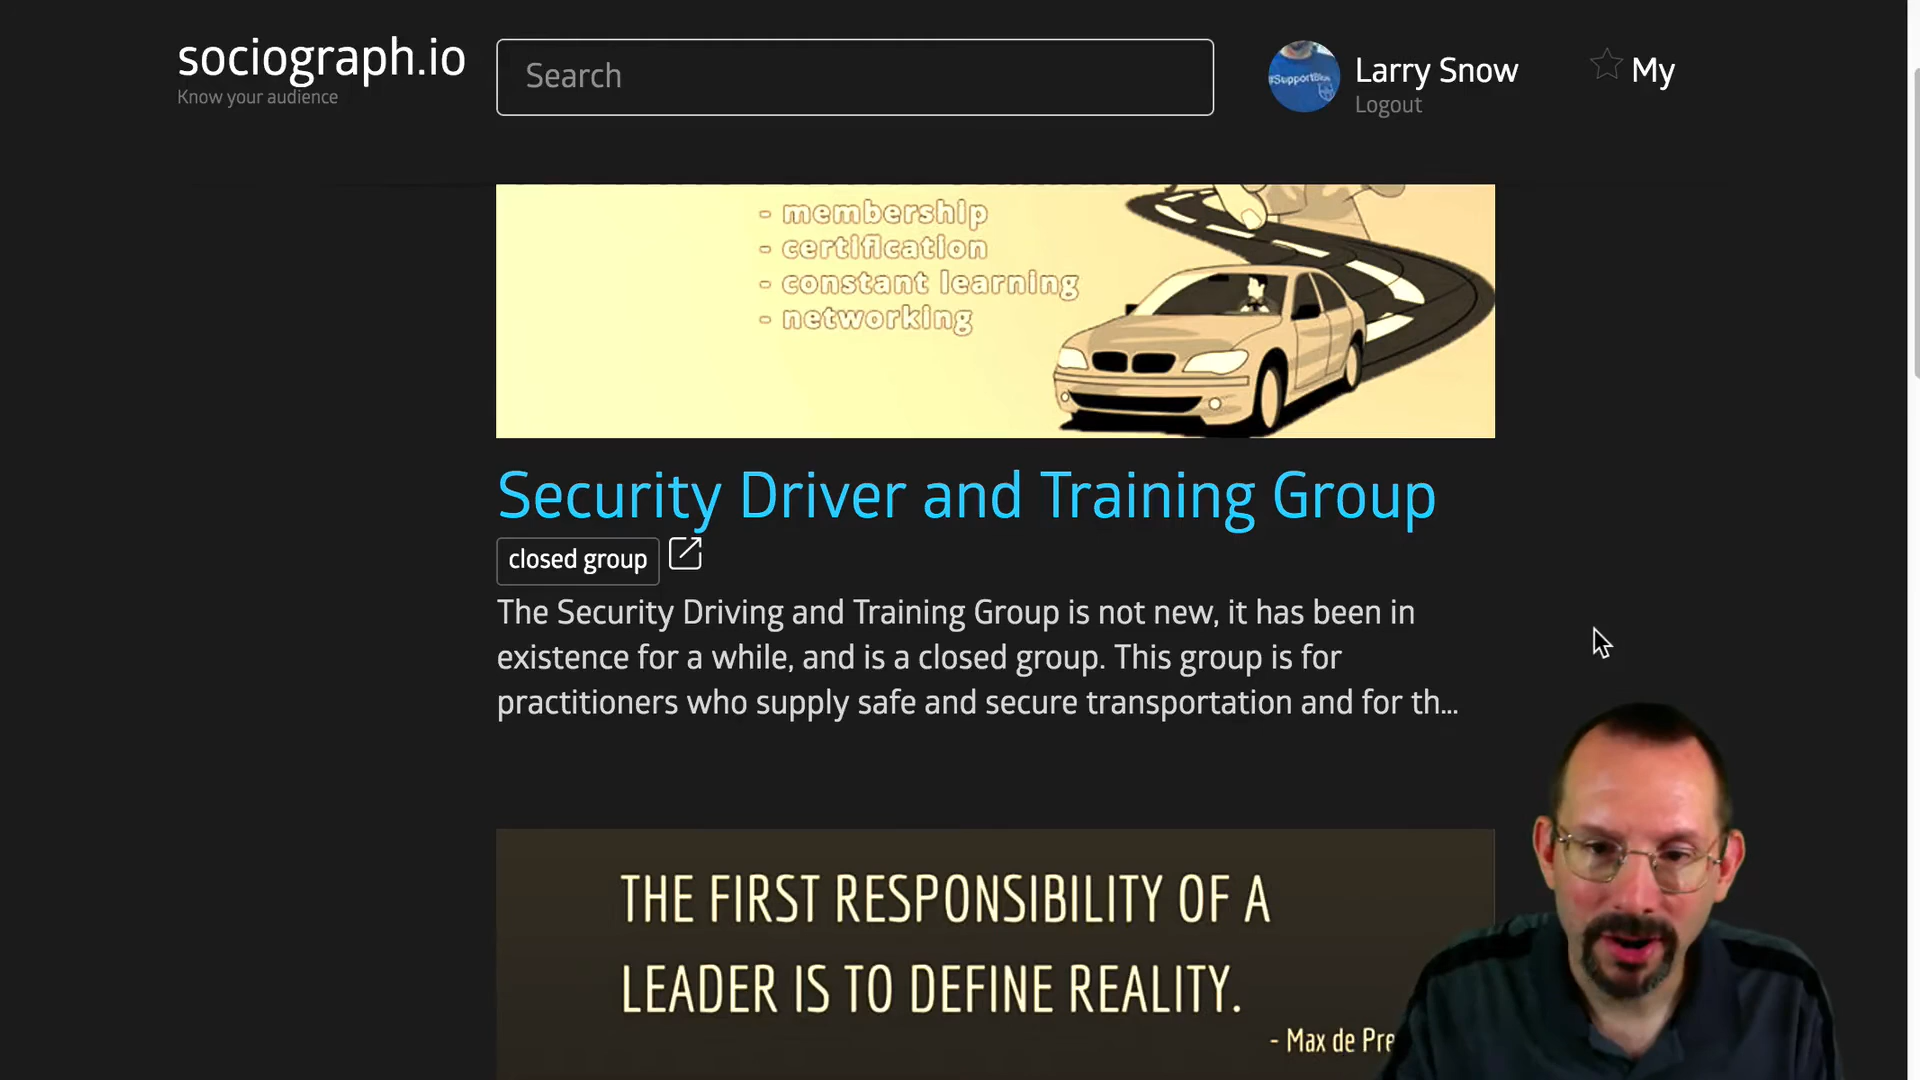 sociograph.io
Know your audience
Search
#SupportBlue
Larry Snow
Logout
My
- membership
- certification
- constant learning
- networking
Security Driver and Training Group
closed group
The Security Driving and Training Group is not new, it has been in
existence for a while, and is a closed group. This group is for
practitioners who supply safe and secure transportation and for th...
THE FIRST RESPONSIBILITY OF A
LEADER IS TO DEFINE REALITY.
- Max de Pre